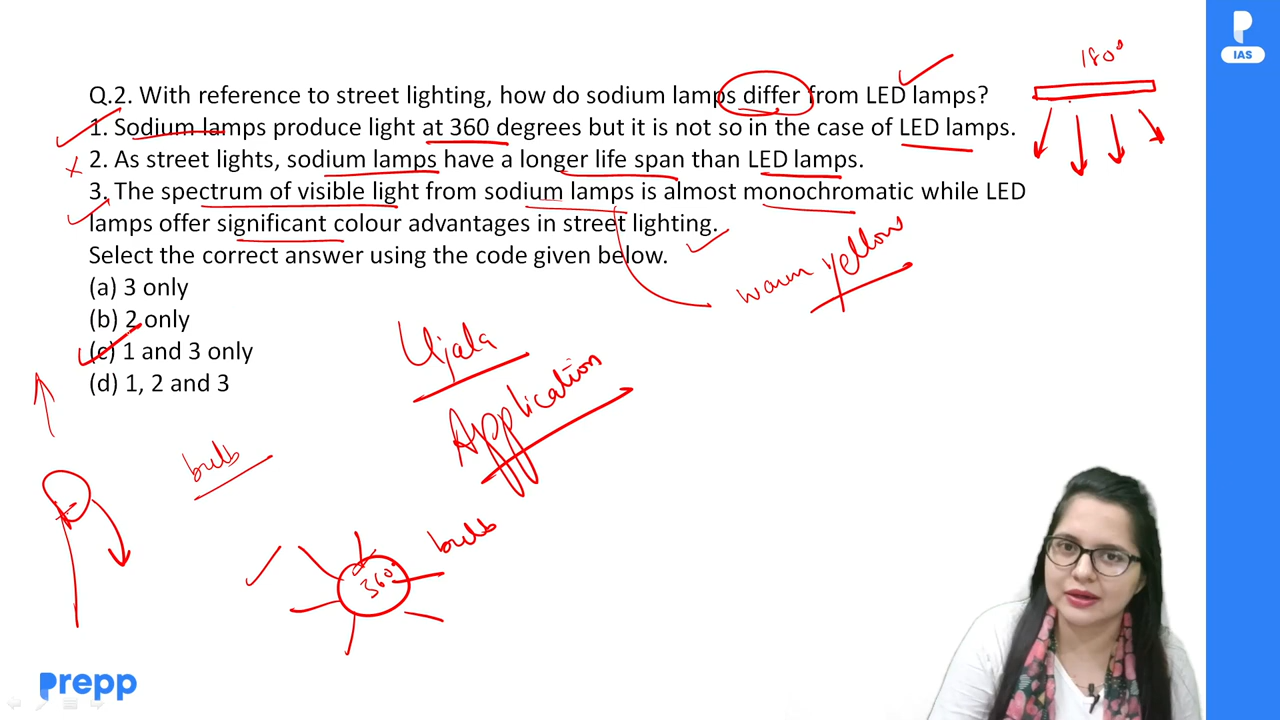 IAS
180°
Q.2. With reference to street lighting, how do sodium lamps differ from LED lamps?
1. Sodium lamps produce light at 360 degrees but it is not so in the case of LED lamps.
2. As street lights, sodium lamps have a longer life span than LED lamps.
3. The spectrum of visible light from sodium lamps is almost monochromatic while LED
lamps offer significant colour advantages in street lighting.
Select the correct answer using the code given below.
warm yellow
(a) 3 only
(b) 2 only
(c) 1 and 3 only
(d) 1, 2 and 3
Ujala
Application
bulb
bulb
360°
prepp